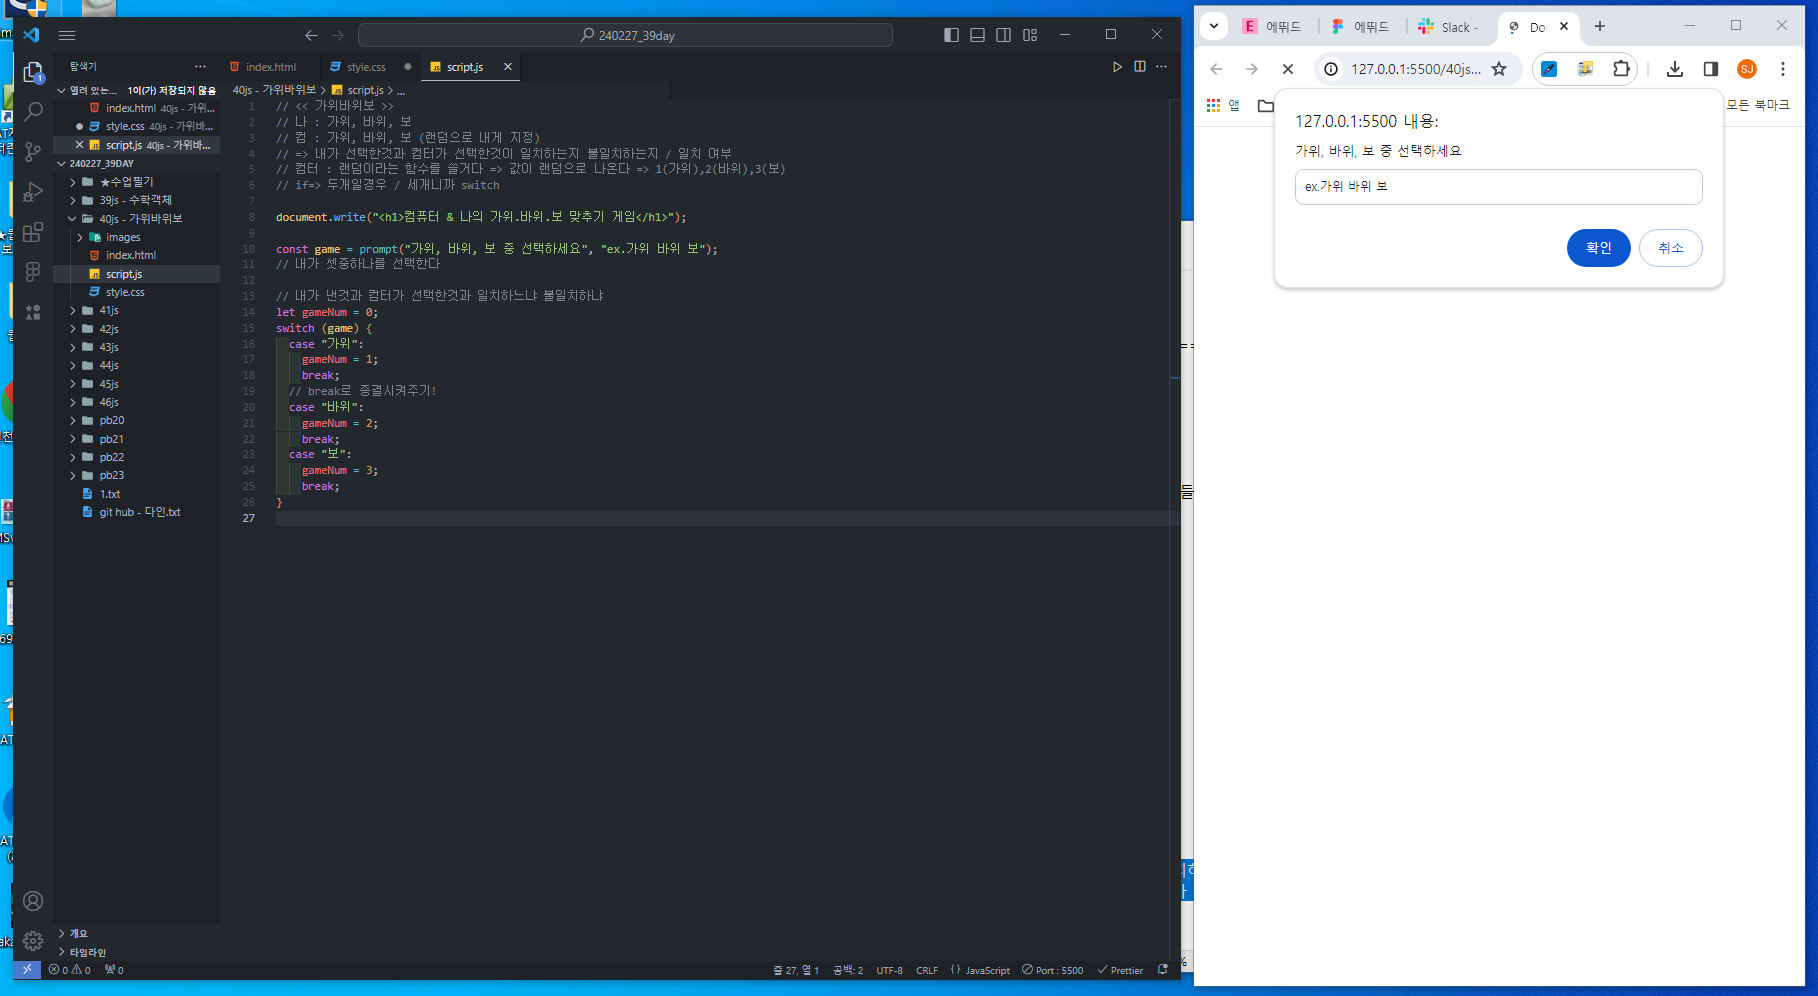 240227_39day
탐색기
열려 있는... 1이(가) 저장되지 않음
index.html 40js - 가위...
style.css 40js - 가위바...
script.js 40js - 가위바...
240227_39DAY
★수업필기
39js - 수학객체
40js - 가위바위보
images
index.html
script.js
style.css
41js
42js
43js
44js
45js
46js
pb20
pb21
pb22
pb23
1.txt
git hub - 다인.txt
개요
타임라인
index.html
style.css
script.js
40js - 가위바위보 > script.js > ...
1 // << 가위바위보 >>
2 // 나 : 가위, 바위, 보
3 // 컴 : 가위, 바위, 보 (랜덤으로 내게 지정)
4 // => 내가 선택한것과 컴터가 선택한것이 일치하는지 불일치하는지 / 일치 여부
5 // 컴터 : 랜덤이라는 함수를 쓸거다 => 값이 랜덤으로 나온다 => 1(가위),2(바위),3(보)
6 // if=> 두개일경우 / 세개니까 switch
7
8 document.write("<h1>컴퓨터 & 나의 가위.바위.보 맞추기 게임</h1>");
9
10 const game = prompt("가위, 바위, 보 중 선택하세요", "ex.가위 바위 보");
11 // 내가 셋중하나를 선택한다
12
13 // 내가 낸것과 컴터가 선택한것과 일치하느냐 불일치하냐
14 let gameNum = 0;
15 switch (game) {
16 case "가위":
17 gameNum = 1;
18 break;
19 // break로 종결시켜주기!
20 case "바위":
21 gameNum = 2;
22 break;
23 case "보":
24 gameNum = 3;
25 break;
26 }
27
0 0 0
줄 27, 열 1 공백: 2 UTF-8 CRLF {} JavaScript Port : 5500 Prettier
에뛰드
에뛰드
Slack -
Do
127.0.0.1:5500/40js...
SJ
앱
모든 북마크
127.0.0.1:5500 내용:
가위, 바위, 보 중 선택하세요
ex.가위 바위 보
확인
취소